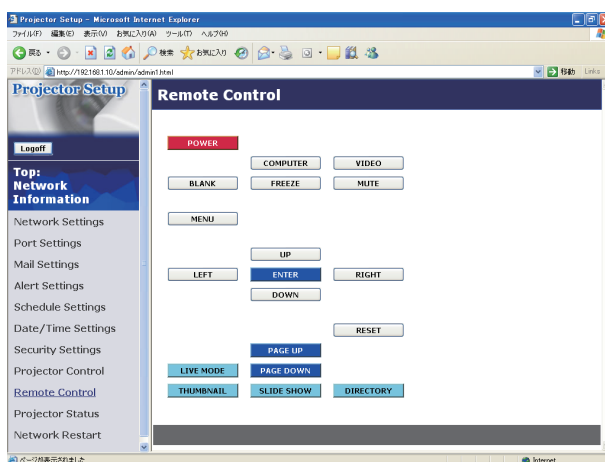 Projector Setup - Microsoft Internet Explorer
ファイル(F) 編集(E) 表示(V) お気に入り(A) ツール(T) ヘルプ(H)
戻る 検索 お気に入り
アドレス(D) http://192.168.1.10/admin/admin1.html 移動 Links
Projector Setup
Logoff
Top:
Network
Information
Network Settings
Port Settings
Mail Settings
Alert Settings
Schedule Settings
Date/Time Settings
Security Settings
Projector Control
Remote Control
Projector Status
Network Restart
Remote Control
POWER
COMPUTER VIDEO
BLANK FREEZE MUTE
MENU
UP
LEFT ENTER RIGHT
DOWN
RESET
PAGE UP
LIVE MODE PAGE DOWN
THUMBNAIL SLIDE SHOW DIRECTORY
ページが表示されました Internet